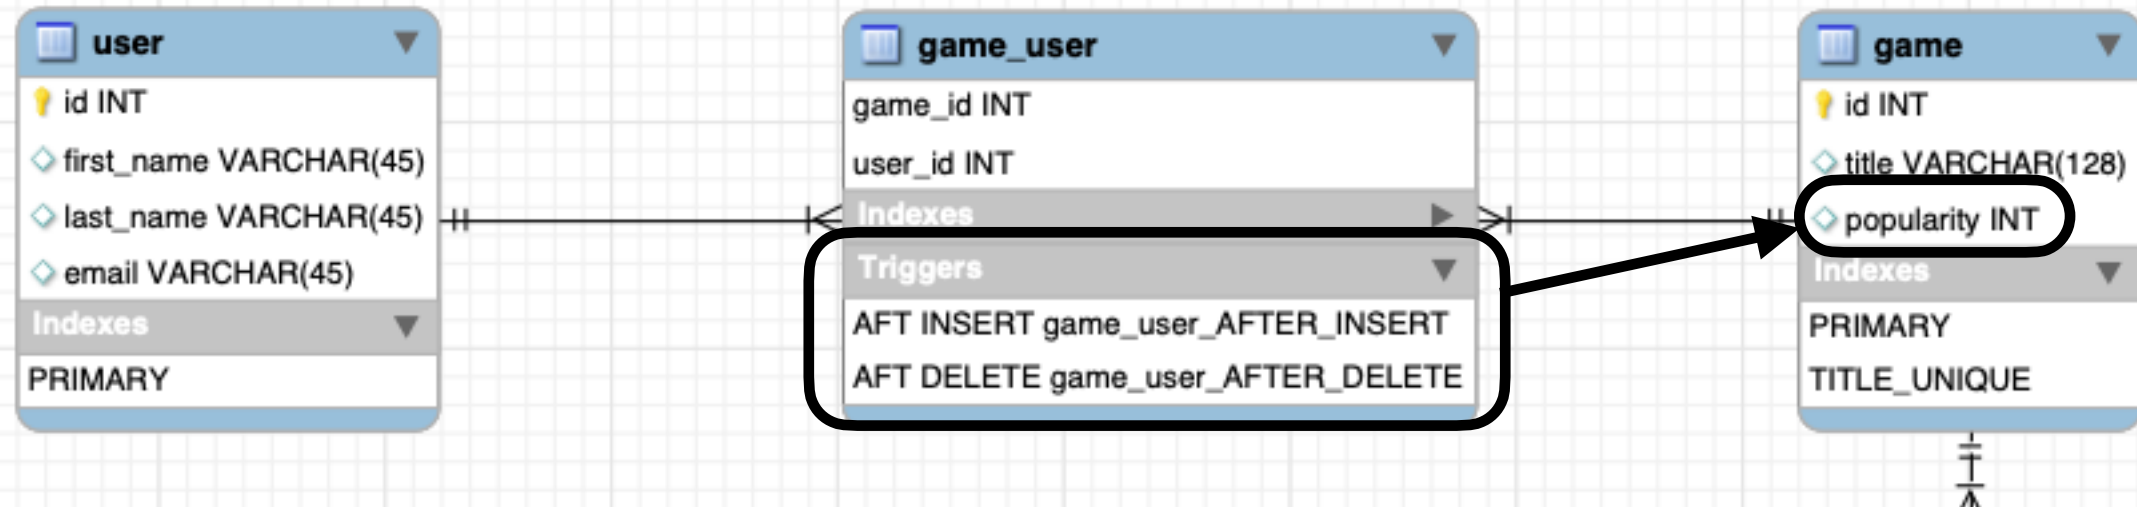 user
id INT
first_name VARCHAR(45)
last_name VARCHAR(45)
email VARCHAR(45)
Indexes
PRIMARY
game_user
game_id INT
user_id INT
Indexes
Triggers
AFT INSERT game_user_AFTER_INSERT
AFT DELETE game_user_AFTER_DELETE
game
id INT
title VARCHAR(128)
popularity INT
Indexes
PRIMARY
TITLE_UNIQUE